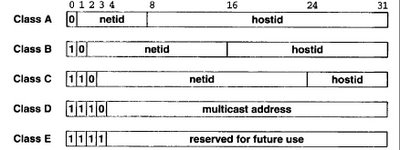 0 1 2 3 4 8 16 24 31
Class A 0 netid hostid
Class B 1 0 netid hostid
Class C 1 1 0 netid hostid
Class D 1 1 1 0 multicast address
Class E 1 1 1 1 reserved for future use